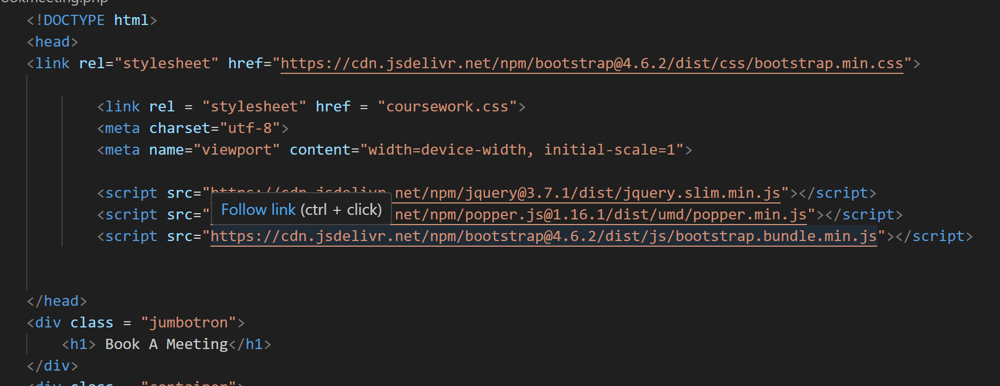 ookmeeting.php
<!DOCTYPE html>
<head>
<link rel="stylesheet" href="https://cdn.jsdelivr.net/npm/bootstrap@4.6.2/dist/css/bootstrap.min.css">
<link rel = "stylesheet" href = "coursework.css">
<meta charset="utf-8">
<meta name="viewport" content="width=device-width, initial-scale=1">
<script src="https://cdn.jsdelivr.net/npm/jquery@3.7.1/dist/jquery.slim.min.js"></script>
Follow link (ctrl + click)
<script src="net/npm/popper.js@1.16.1/dist/umd/popper.min.js"></script>
<script src="https://cdn.jsdelivr.net/npm/bootstrap@4.6.2/dist/js/bootstrap.bundle.min.js"></script>
</head>
<div class = "jumbotron">
<h1> Book A Meeting</h1>
</div>
<div class = "container">